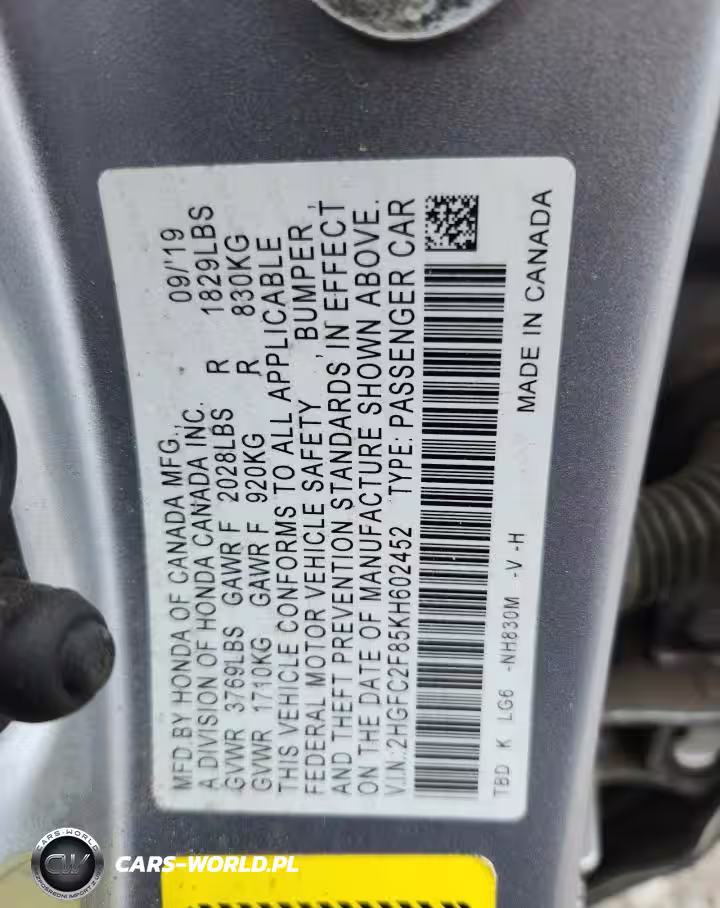 MFD.BY HONDA OF CANADA MFG., 09/'19
A DIVISION OF HONDA CANADA INC.
GVWR 3769LBS GAWR F 2028LBS R 1829LBS
GVWR 1710KG GAWR F 920KG R 830KG
THIS VEHICLE CONFORMS TO ALL APPLICABLE
FEDERAL MOTOR VEHICLE SAFETY , BUMPER ,
AND THEFT PREVENTION STANDARDS IN EFFECT
ON THE DATE OF MANUFACTURE SHOWN ABOVE.
V.I.N.:2HGFC2F85KH602452 TYPE: PASSENGER CAR
TBD K LG6 -NH830M -V -H MADE IN CANADA
CARS-WORLD
CW
CARS-WORLD.PL